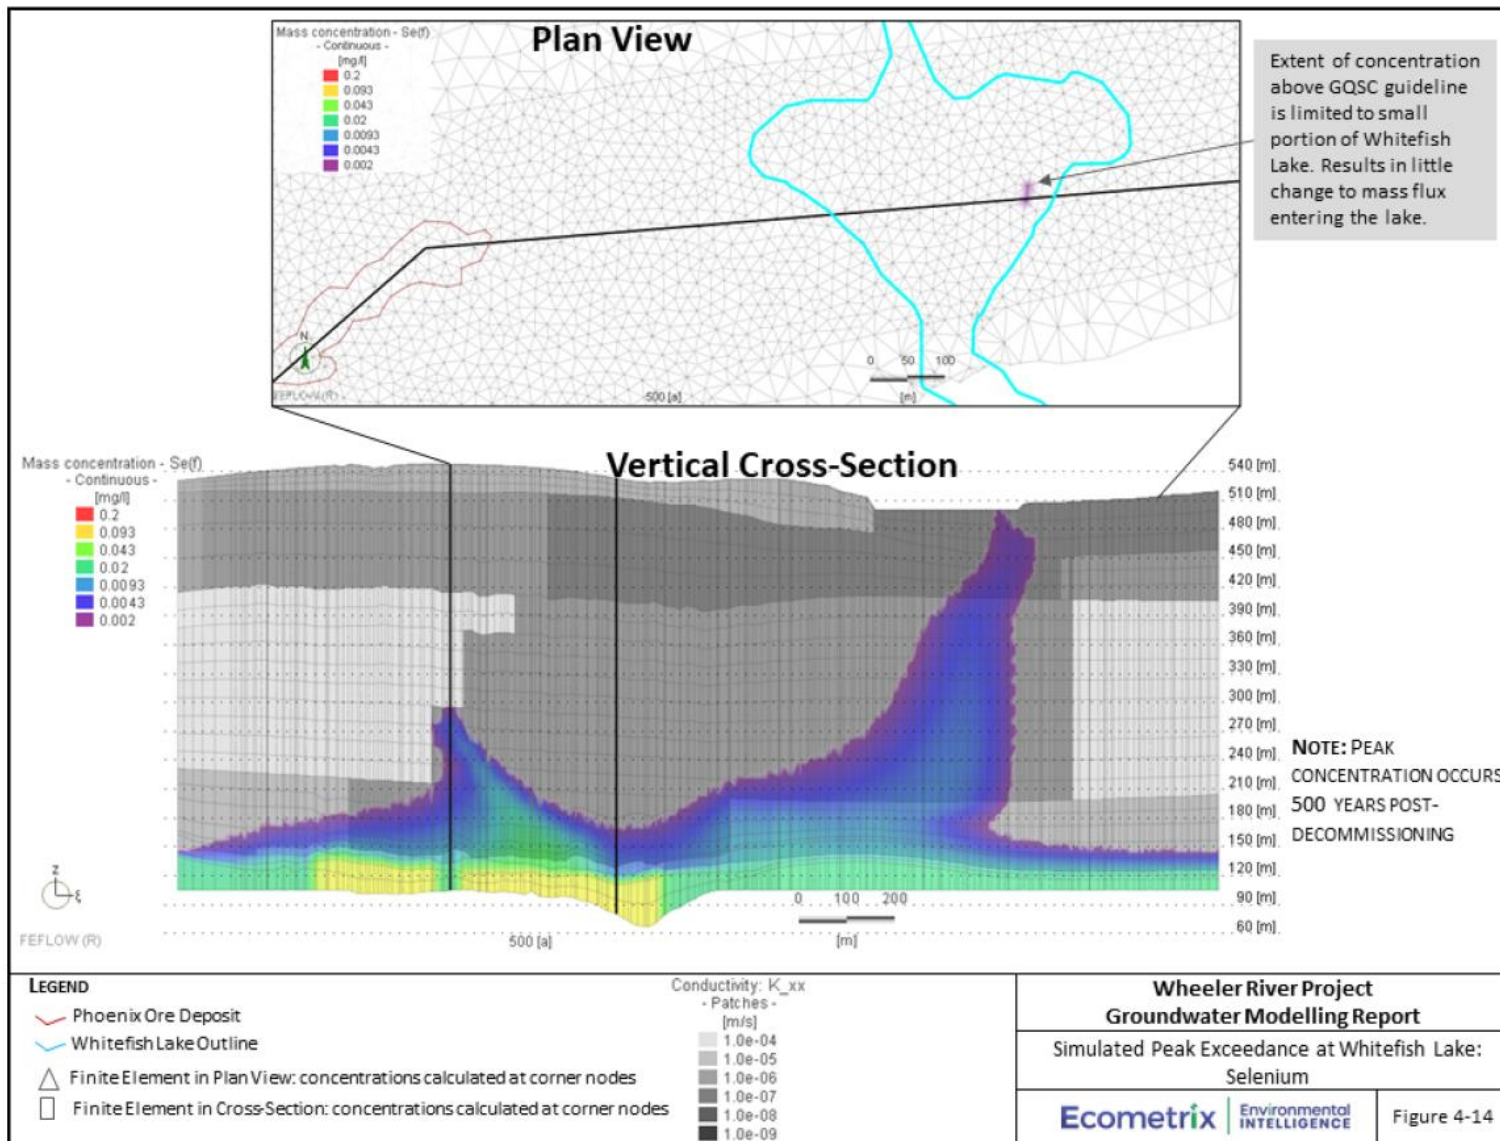 Plan View
Mass concentration - Se(f)
- Continuous -
[mg/l]
0.2
0.093
0.043
0.02
0.0093
0.0043
0.002
Extent of concentration
above GQSC guideline
is limited to small
portion of Whitefish
Lake. Results in little
change to mass flux
entering the lake.
N
0 50 100
FEFLOW (R)
500 [a]
[m]
Vertical Cross-Section
Mass concentration - Se(f)
- Continuous -
[mg/l]
0.2
0.093
0.043
0.02
0.0093
0.0043
0.002
540 [m]
510 [m]
480 [m]
450 [m]
420 [m]
390 [m]
360 [m]
330 [m]
300 [m]
270 [m]
240 [m]
210 [m]
180 [m]
150 [m]
120 [m]
90 [m]
60 [m]
NOTE: PEAK
CONCENTRATION OCCURS
500 YEARS POST-
DECOMMISSIONING
z
ξ
0 100 200
FEFLOW (R)
500 [a]
[m]
LEGEND
Phoenix Ore Deposit
Whitefish Lake Outline
Finite Element in Plan View: concentrations calculated at corner nodes
Finite Element in Cross-Section: concentrations calculated at corner nodes
Conductivity: K_xx
- Patches -
[m/s]
1.0e-04
1.0e-05
1.0e-06
1.0e-07
1.0e-08
1.0e-09
Wheeler River Project
Groundwater Modelling Report
Simulated Peak Exceedance at Whitefish Lake:
Selenium
Ecometrix
Environmental
INTELLIGENCE
Figure 4-14